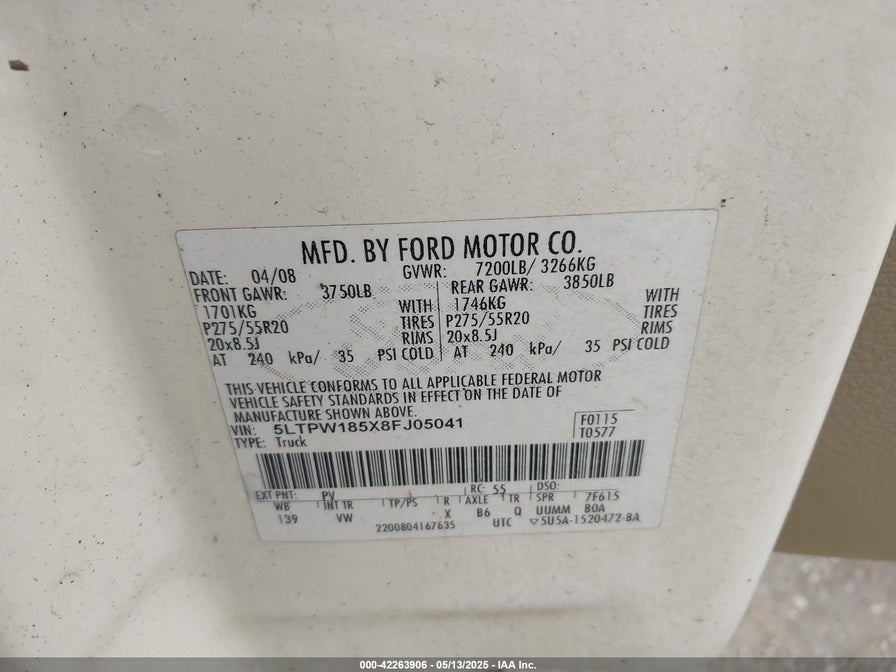 MFD. BY FORD MOTOR CO.
DATE: 04/08 GVWR: 7200LB/ 3266KG
FRONT GAWR: 3750LB REAR GAWR: 3850LB
1701KG WITH 1746KG WITH
P275/55R20 TIRES P275/55R20 TIRES
20x8.5J RIMS 20x8.5J RIMS
AT 240 kPa/ 35 PSI COLD AT 240 kPa/ 35 PSI COLD
THIS VEHICLE CONFORMS TO ALL APPLICABLE FEDERAL MOTOR
VEHICLE SAFETY STANDARDS IN EFFECT ON THE DATE OF
MANUFACTURE SHOWN ABOVE.
VIN: 5LTPW185X8FJ05041 F0115
TYPE: Truck T0577
EXT PNT: PV RC: 55 DSO:
WB INT TR TP/PS R AXLE TR SPR 7F615
139 VW X B6 Q UUMM B0A
2200804167635 UTC ▽5U5A-1520472-BA
000-42263906 - 05/13/2025 - IAA Inc.